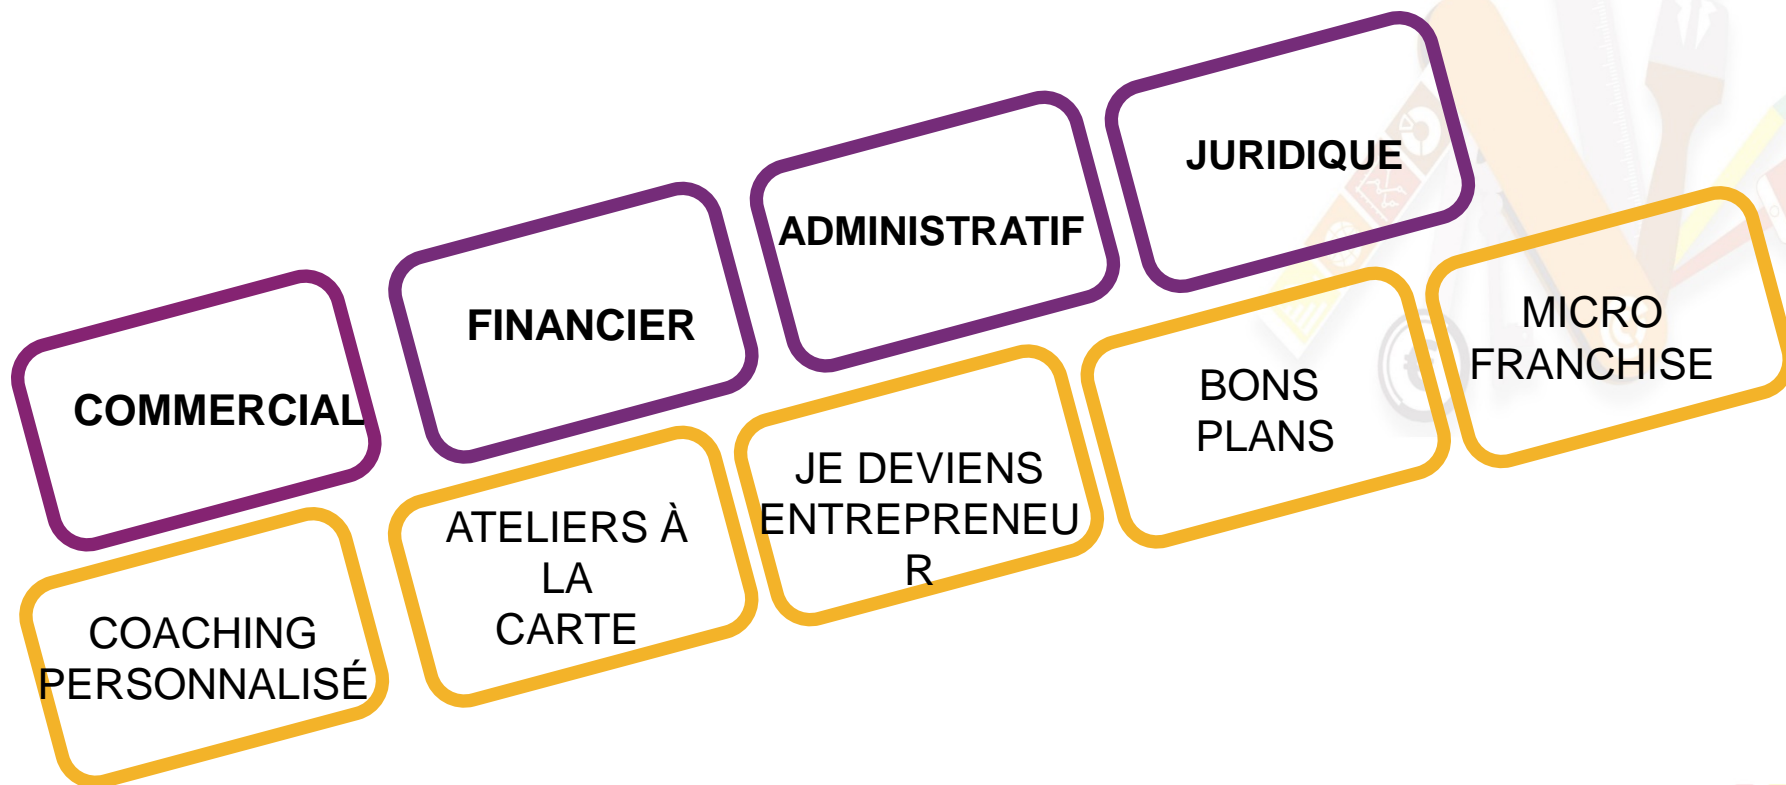 COMMERCIAL
FINANCIER
ADMINISTRATIF
JURIDIQUE
COACHING
PERSONNALISÉ
ATELIERS À
LA
CARTE
JE DEVIENS
ENTREPRENEU
R
BONS
PLANS
MICRO
FRANCHISE